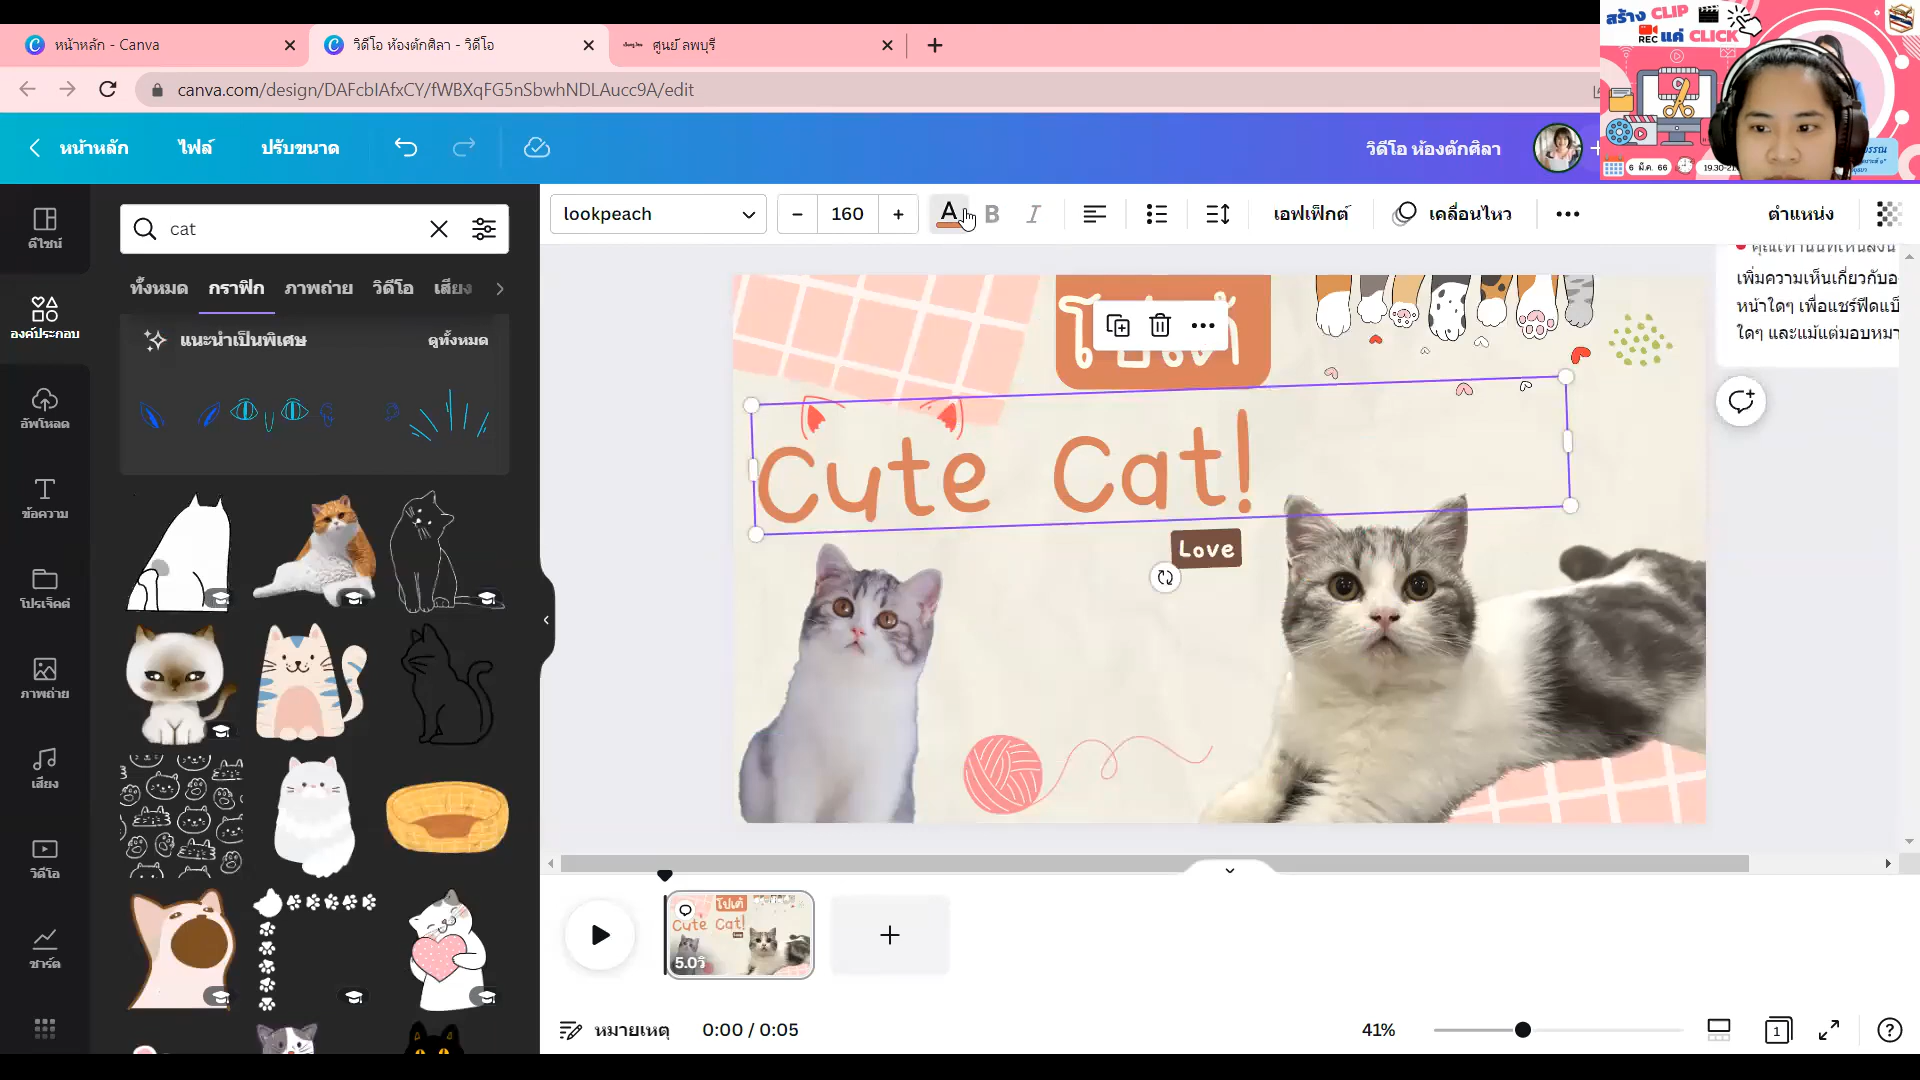 หน้าหลัก - Canva
วิดีโอ ห้องตักศิลา - วิดีโอ
ศูนย์ ลพบุรี
canva.com/design/DAFcbIAfxCY/fWBXqFG5nSbwhNDLAucc9A/edit
สร้าง CLIP
REC แค่ CLICK
6 มี.ค. 66
หน้าหลัก
ไฟล์
ปรับขนาด
วิดีโอ ห้องตักศิลา
ดีไซน์
องค์ประกอบ
อัพโหลด
ข้อความ
โปรเจ็คต์
ภาพถ่าย
เสียง
วิดีโอ
ชาร์ต
cat
ทั้งหมด
กราฟิก
ภาพถ่าย
วิดีโอ
เสียง
แนะนำเป็นพิเศษ
ดูทั้งหมด
lookpeach
160
A
B
I
เอฟเฟ็กต์
เคลื่อนไหว
ตำแหน่ง
เพิ่มความเห็นเกี่ยวกับอ
หน้าใดๆ เพื่อแชร์ฟีดแบ็
ใดๆ และแม้แต่มอบหมา
Cute Cat!
Love
โปเต้
Cute Cat!
5.0วิ
หมายเหตุ
0:00 / 0:05
41%
1